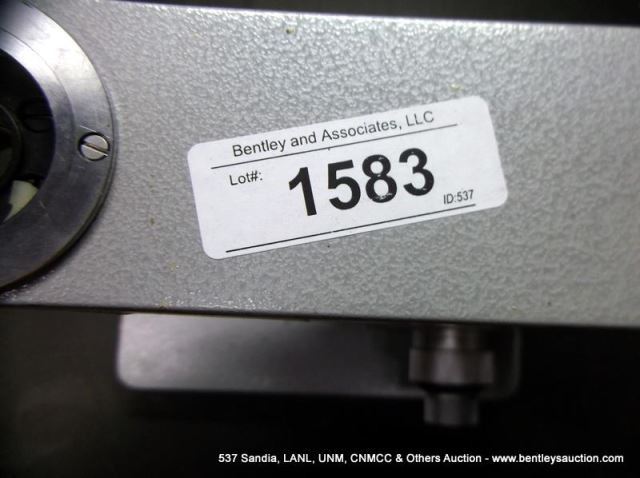 Bentley and Associates, LLC
Lot#: 1583
ID:537
537 Sandia, LANL, UNM, CNMCC & Others Auction - www.bentleysauction.com